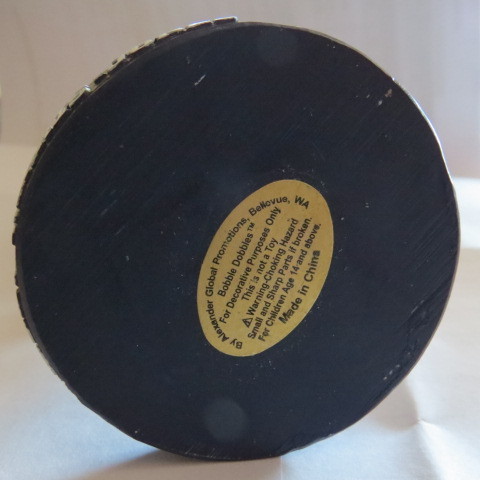 By Alexander Global Promotions, Bellevue, WA
Bobble Dobbles™
For Decorative Purposes Only
This is not a Toy
⚠ Warning-Choking Hazard
Small and Sharp Parts if broken.
For Children Age 14 and above.
Made in China